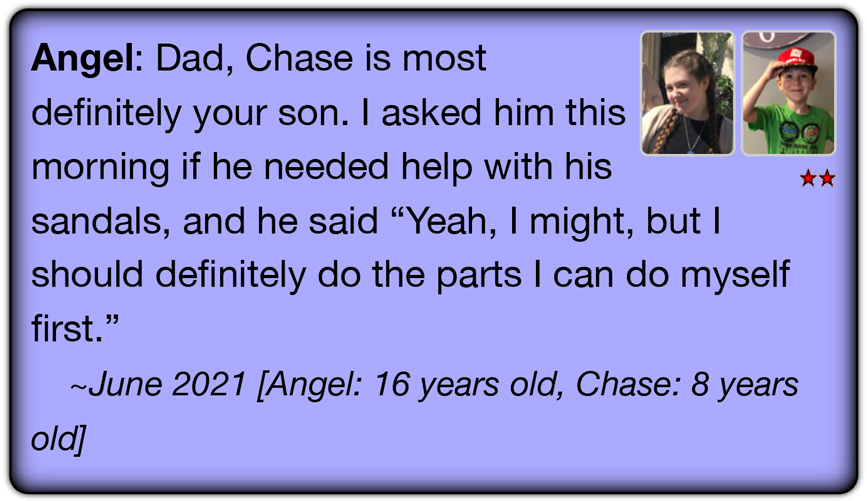 Angel: Dad, Chase is most
definitely your son. I asked him this
morning if he needed help with his
sandals, and he said “Yeah, I might, but I
should definitely do the parts I can do myself
first.”
~June 2021 [Angel: 16 years old, Chase: 8 years
old]